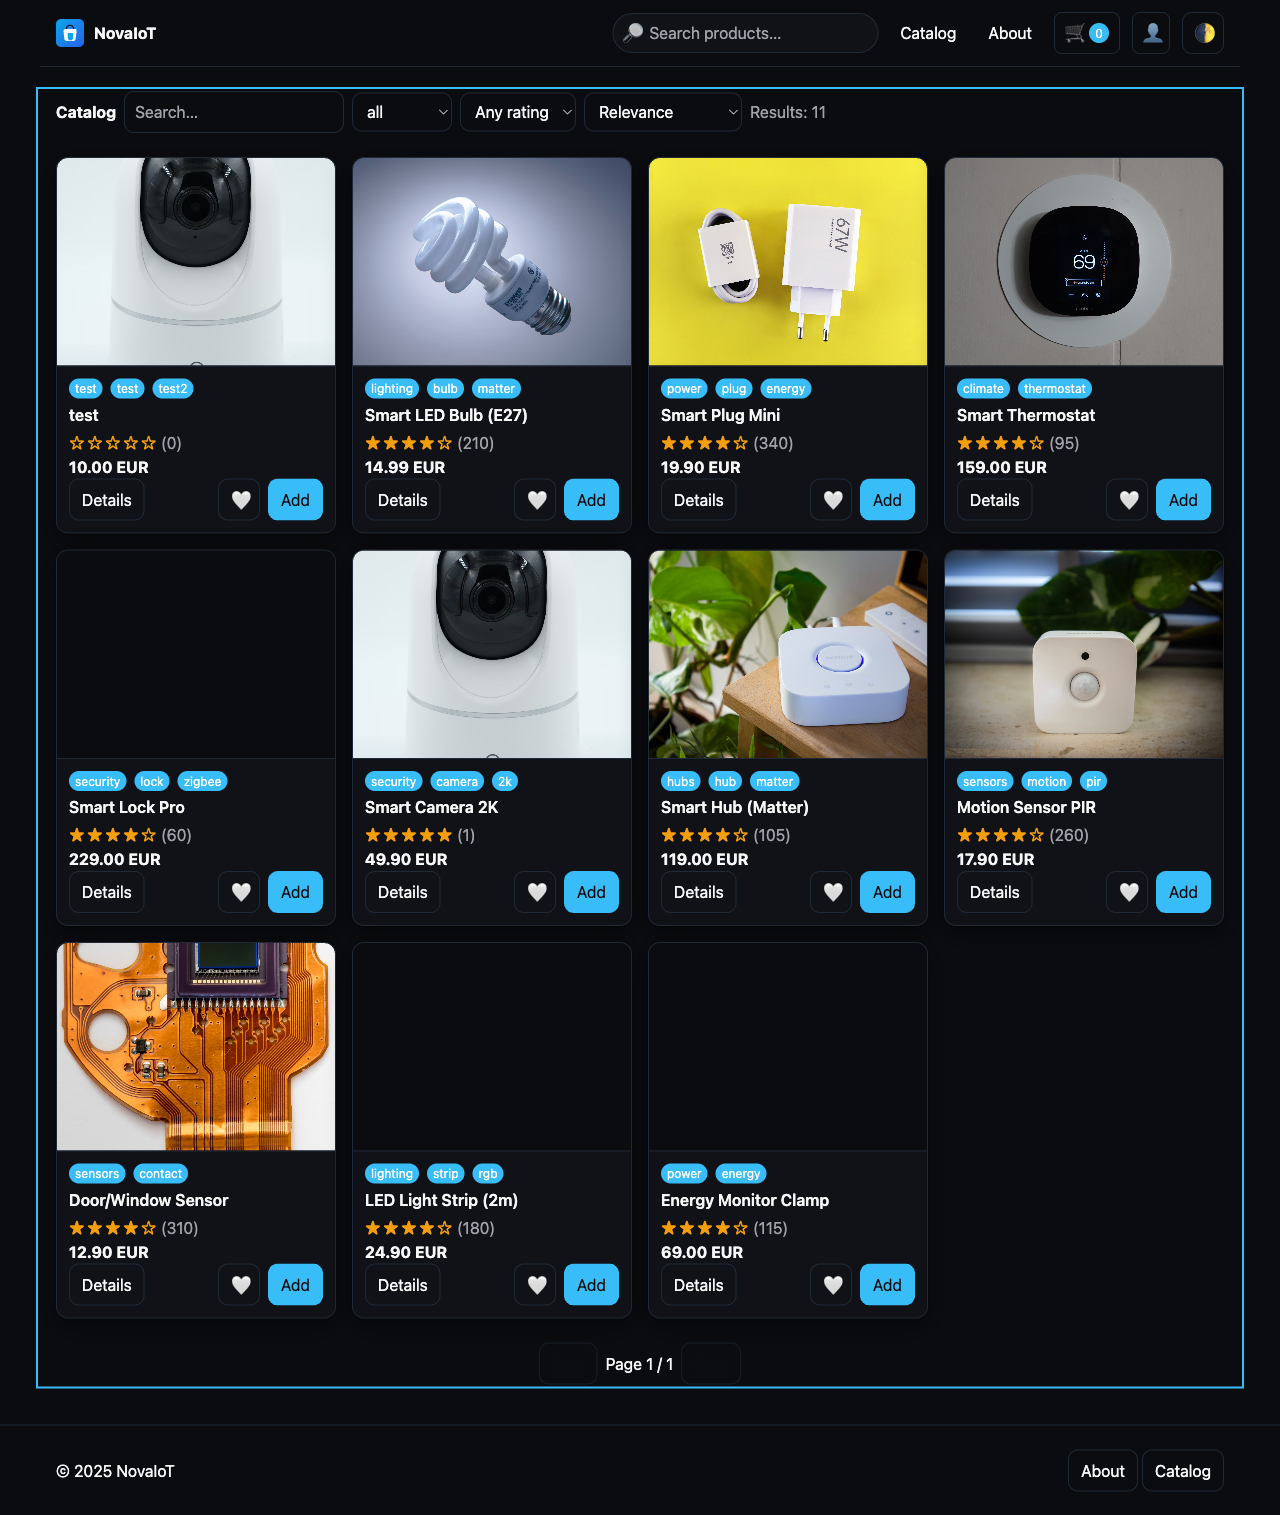 NovaIoT
Search products...
Catalog
About
0
Catalog
Search...
all
Any rating
Relevance
Results: 11
67W
69
test test test2
test
(0)
10.00 EUR
Details
Add
lighting bulb matter
Smart LED Bulb (E27)
(210)
14.99 EUR
Details
Add
power plug energy
Smart Plug Mini
(340)
19.90 EUR
Details
Add
climate thermostat
Smart Thermostat
(95)
159.00 EUR
Details
Add
security lock zigbee
Smart Lock Pro
(60)
229.00 EUR
Details
Add
security camera 2k
Smart Camera 2K
(1)
49.90 EUR
Details
Add
hubs hub matter
Smart Hub (Matter)
(105)
119.00 EUR
Details
Add
sensors motion pir
Motion Sensor PIR
(260)
17.90 EUR
Details
Add
sensors contact
Door/Window Sensor
(310)
12.90 EUR
Details
Add
lighting strip rgb
LED Light Strip (2m)
(180)
24.90 EUR
Details
Add
power energy
Energy Monitor Clamp
(115)
69.00 EUR
Details
Add
Page 1 / 1
© 2025 NovaIoT
About
Catalog